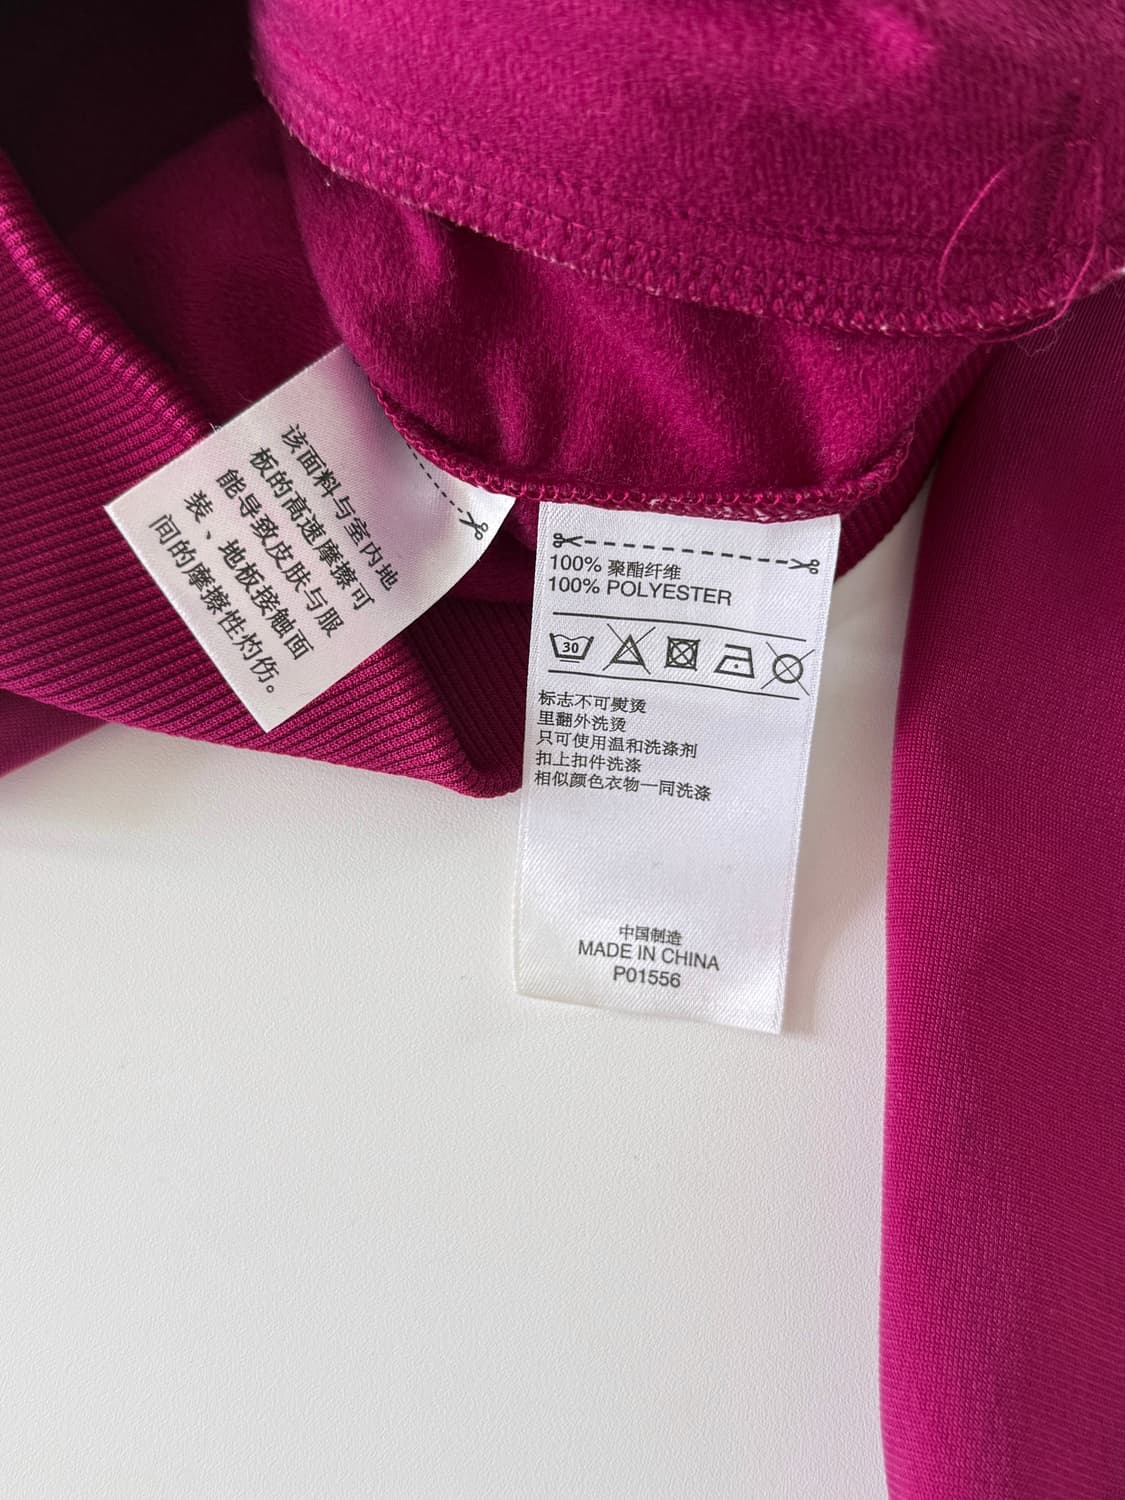 该面料与室内地
板的高速摩擦可
能导致皮肤与服
装、地板接触面
间的摩擦性灼伤。
100% 聚酯纤维
100% POLYESTER
30
标志不可熨烫
里翻外洗烫
只可使用温和洗涤剂
扣上扣件洗涤
相似颜色衣物一同洗涤
中国制造
MADE IN CHINA
P01556